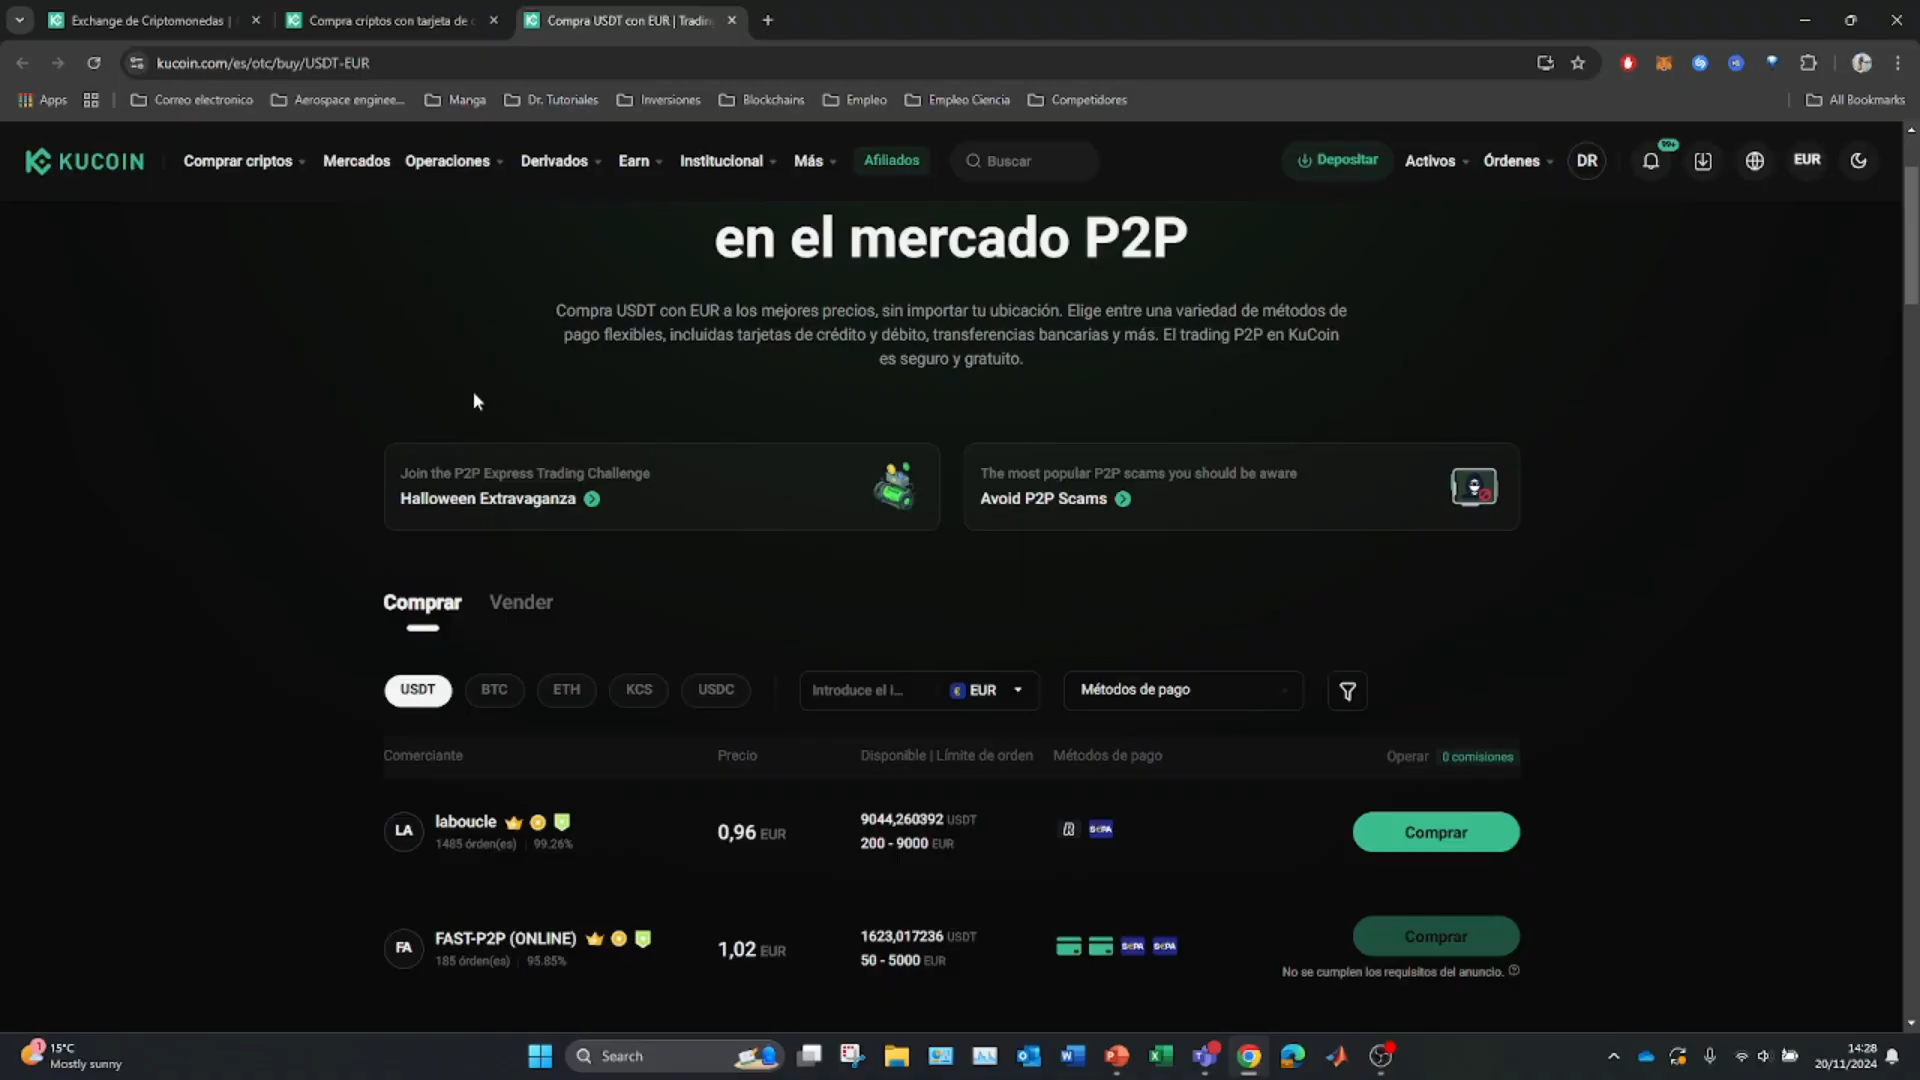 Exchange de Criptomonedas |
Compra criptos con tarjeta de c
Compra USDT con EUR | Trading
kucoin.com/es/otc/buy/USDT-EUR
Apps
Correo electronico
Aerospace enginee...
Manga
Dr. Tutoriales
Inversiones
Blockchains
Empleo
Empleo Ciencia
Competidores
All Bookmarks
KUCOIN
Comprar criptos
Mercados
Operaciones
Derivados
Earn
Institucional
Más
Afiliados
Buscar
Depositar
Activos
Órdenes
DR
99+
EUR
en el mercado P2P
Compra USDT con EUR a los mejores precios, sin importar tu ubicación. Elige entre una variedad de métodos de
pago flexibles, incluidas tarjetas de crédito y débito, transferencias bancarias y más. El trading P2P en KuCoin
es seguro y gratuito.
Join the P2P Express Trading Challenge
Halloween Extravaganza
The most popular P2P scams you should be aware
Avoid P2P Scams
Comprar
Vender
USDT
BTC
ETH
KCS
USDC
Introduce el i...
EUR
Métodos de pago
Comerciante
Precio
Disponible | Límite de orden
Métodos de pago
Operar
0 comisiones
LA
laboucle
1485 órden(es) | 99.26%
0,96 EUR
9044,260392 USDT
200 - 9000 EUR
SEPA
Comprar
FA
FAST-P2P (ONLINE)
185 órden(es) | 95.85%
1,02 EUR
1623,017236 USDT
50 - 5000 EUR
SEPA
SEPA
Comprar
No se cumplen los requisitos del anuncio.
1
15°C
Mostly sunny
Search
14:28
20/11/2024